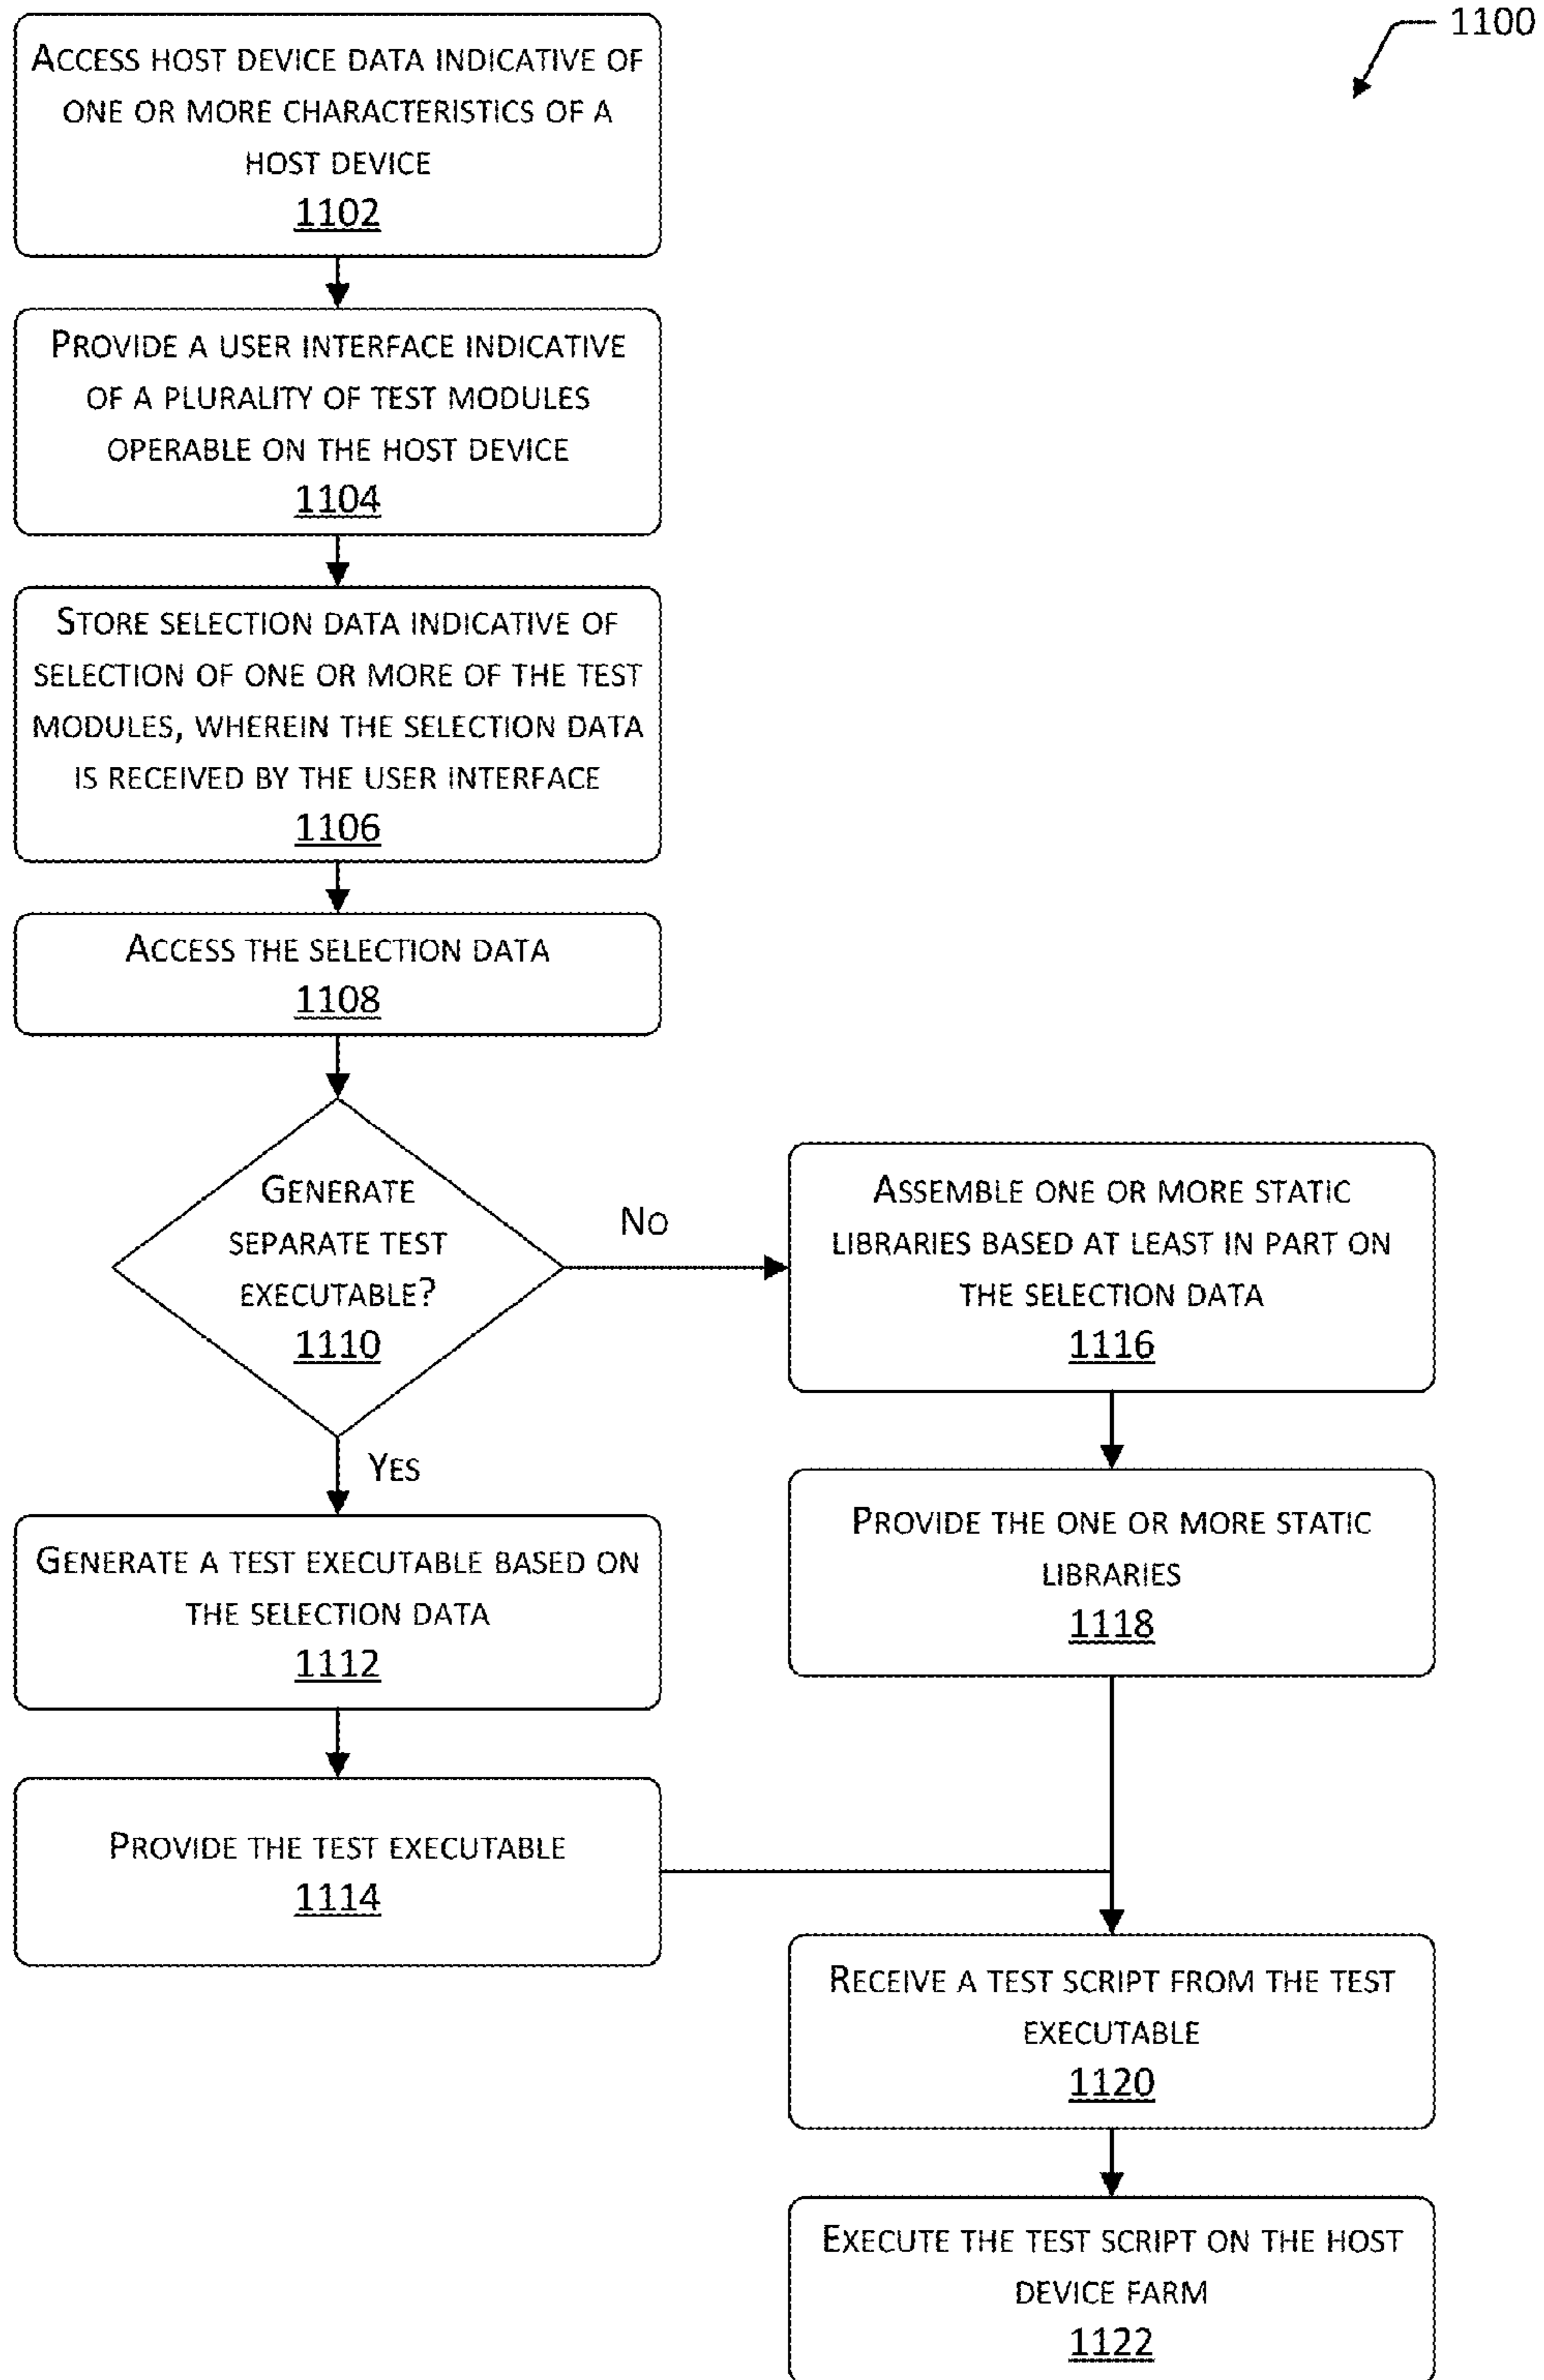 1100
ACCESS HOST DEVICE DATA INDICATIVE OF
ONE OR MORE CHARACTERISTICS OF A
HOST DEVICE
1102
PROVIDE A USER INTERFACE INDICATIVE
OF A PLURALITY OF TEST MODULES
OPERABLE ON THE HOST DEVICE
1104
STORE SELECTION DATA INDICATIVE OF
SELECTION OF ONE OR MORE OF THE TEST
MODULES, WHEREIN THE SELECTION DATA
IS RECEIVED BY THE USER INTERFACE
1106
ACCESS THE SELECTION DATA
1108
GENERATE
SEPARATE TEST
EXECUTABLE?
1110
NO
YES
GENERATE A TEST EXECUTABLE BASED ON
THE SELECTION DATA
1112
PROVIDE THE TEST EXECUTABLE
1114
ASSEMBLE ONE OR MORE STATIC
LIBRARIES BASED AT LEAST IN PART ON
THE SELECTION DATA
1116
PROVIDE THE ONE OR MORE STATIC
LIBRARIES
1118
RECEIVE A TEST SCRIPT FROM THE TEST
EXECUTABLE
1120
EXECUTE THE TEST SCRIPT ON THE HOST
DEVICE FARM
1122